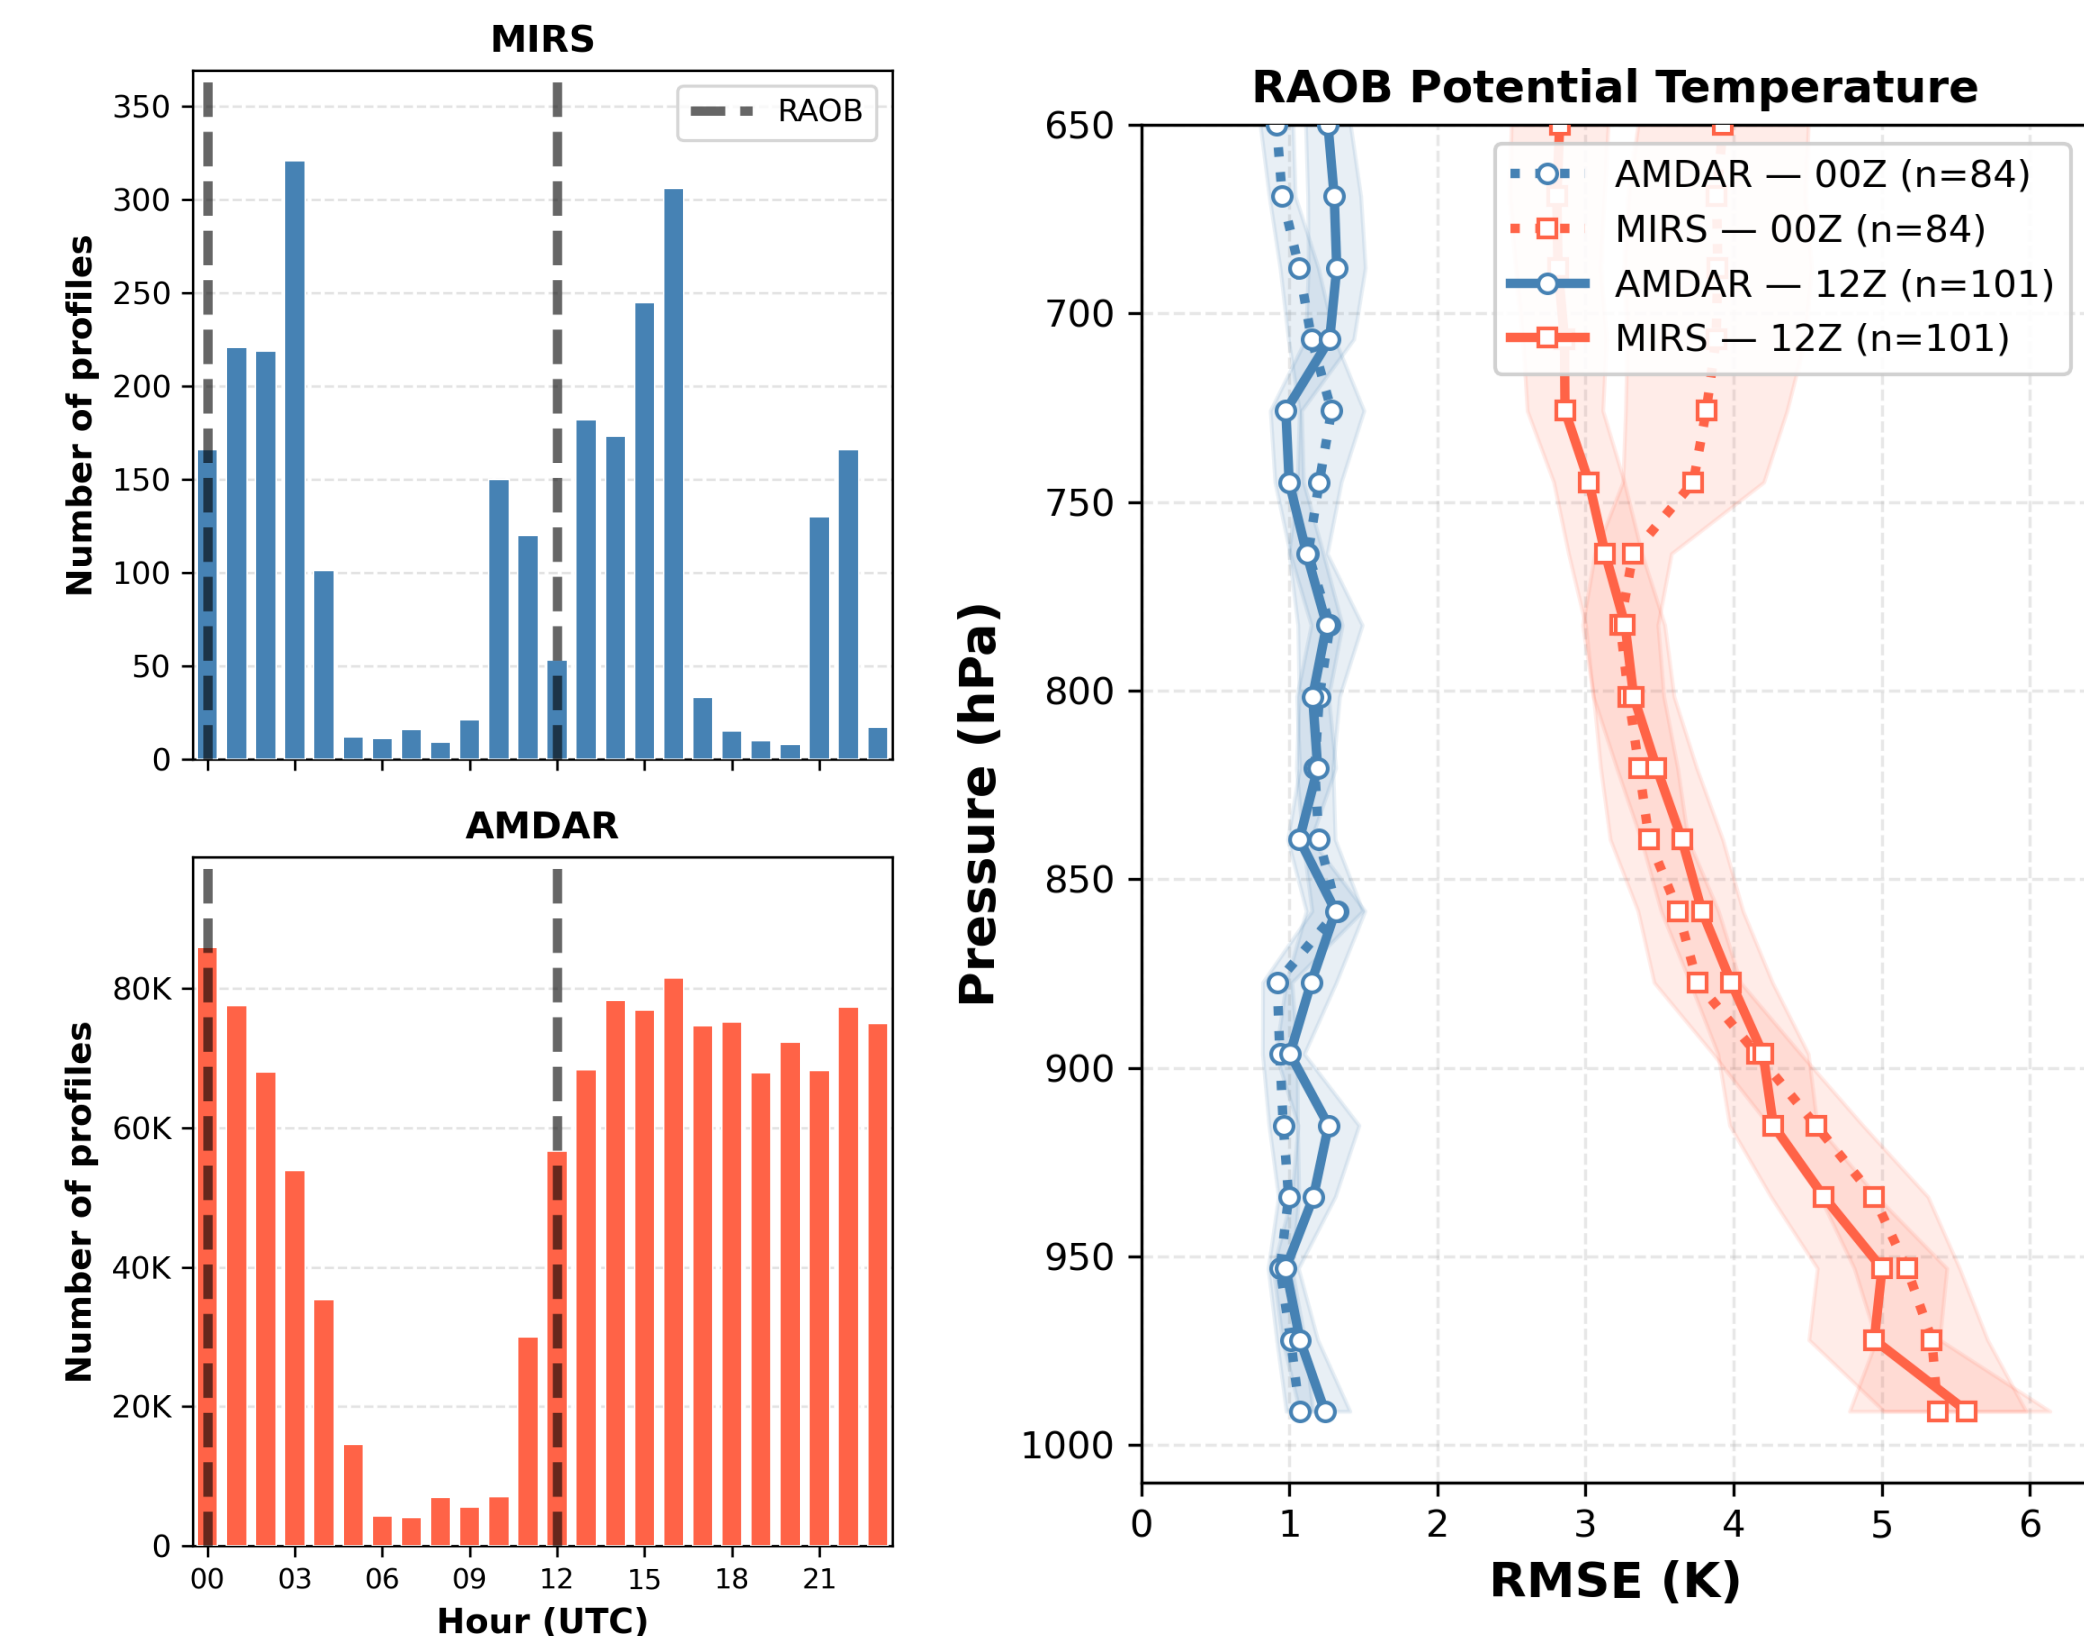 MIRS
RAOB
350
300
250
200
150
100
50
0
Number of profiles
AMDAR
80K
60K
40K
20K
0
Number of profiles
00 03 06 09 12 15 18 21
Hour (UTC)
RAOB Potential Temperature
AMDAR — 00Z (n=84)
MIRS — 00Z (n=84)
AMDAR — 12Z (n=101)
MIRS — 12Z (n=101)
650
700
750
800
850
900
950
1000
Pressure (hPa)
0 1 2 3 4 5 6
RMSE (K)